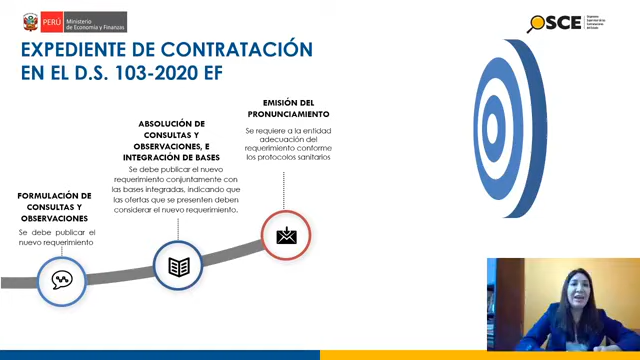 PERÚ
Ministerio
de Economía y Finanzas
OSCE
EXPEDIENTE DE CONTRATACIÓN
EN EL D.S. 103-2020 EF
FORMULACIÓN DE
CONSULTAS Y
OBSERVACIONES
Se debe publicar el
nuevo requerimiento
ABSOLUCIÓN DE
CONSULTAS Y
OBSERVACIONES, E
INTEGRACIÓN DE BASES
Se debe publicar el nuevo
requerimiento conjuntamente con
las bases integradas, indicando que
las ofertas que se presenten deben
considerar el nuevo requerimiento.
EMISIÓN DEL
PRONUNCIAMIENTO
Se requiere a la entidad
adecuación del
requerimiento conforme
los protocolos sanitarios